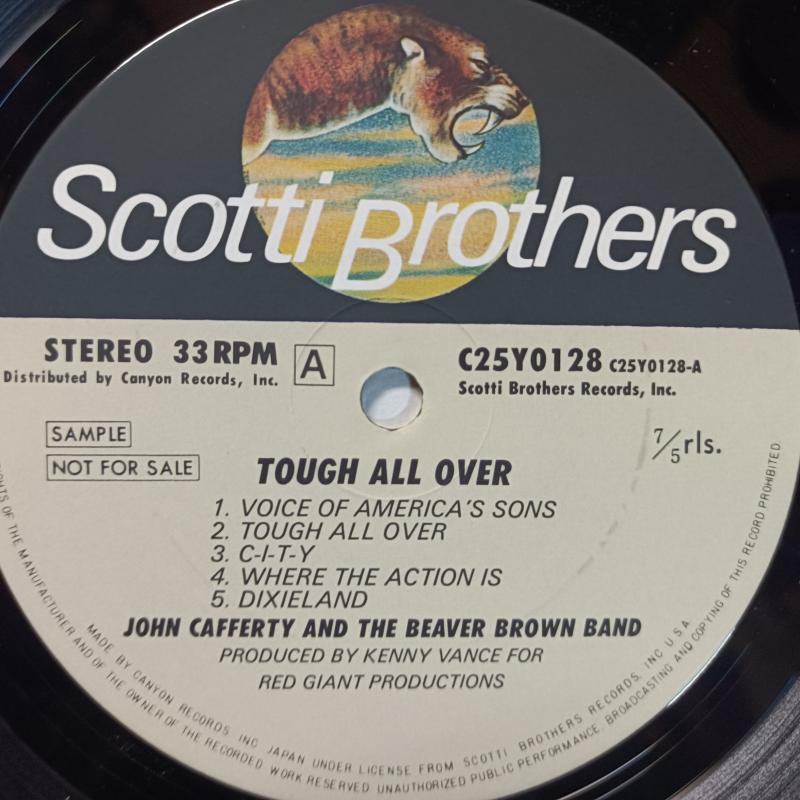 Scotti Brothers
STEREO 33RPM A
Distributed by Canyon Records, Inc.
C25Y0128 C25Y0128-A
Scotti Brothers Records, Inc.
SAMPLE
NOT FOR SALE
7/5 rls.
TOUGH ALL OVER
1. VOICE OF AMERICA'S SONS
2. TOUGH ALL OVER
3. C-I-T-Y
4. WHERE THE ACTION IS
5. DIXIELAND
JOHN CAFFERTY AND THE BEAVER BROWN BAND
PRODUCED BY KENNY VANCE FOR
RED GIANT PRODUCTIONS
MADE BY CANYON RECORDS INC JAPAN UNDER LICENSE FROM SCOTTI BROTHERS RECORDS, INC U.S.A.
OF THE MANUFACTURER AND OF THE OWNER OF THE RECORDED WORK RESERVED UNAUTHORIZED PUBLIC PERFORMANCE, BROADCASTING AND COPYING OF THIS RECORD PROHIBITED